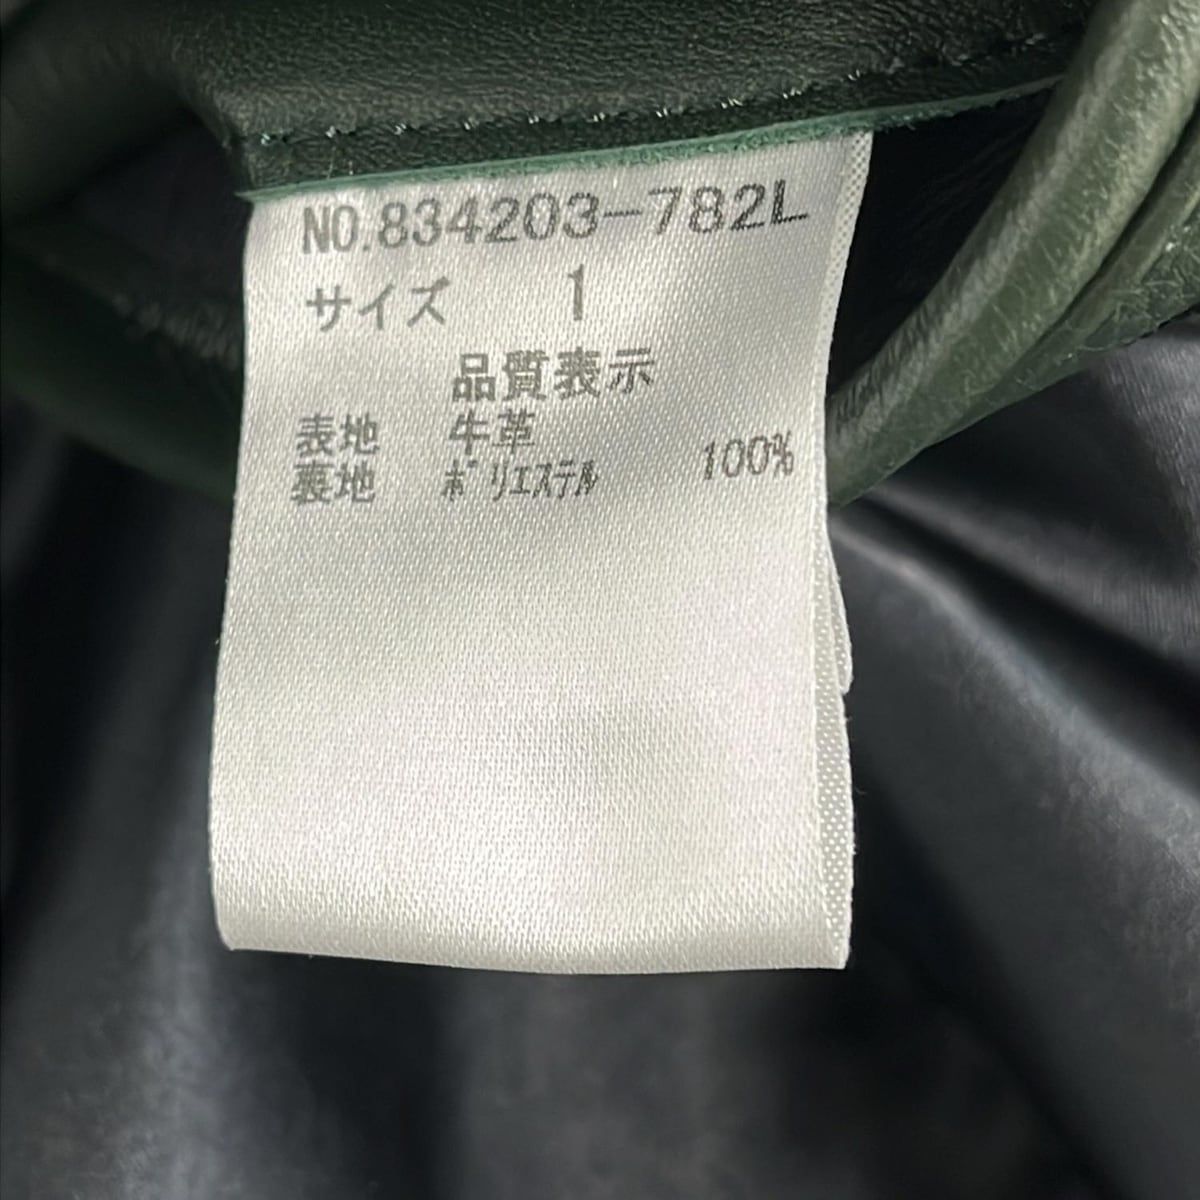 NO.834203-782L
サイズ 1
品質表示
表地 牛革
裏地 ポリエステル 100%